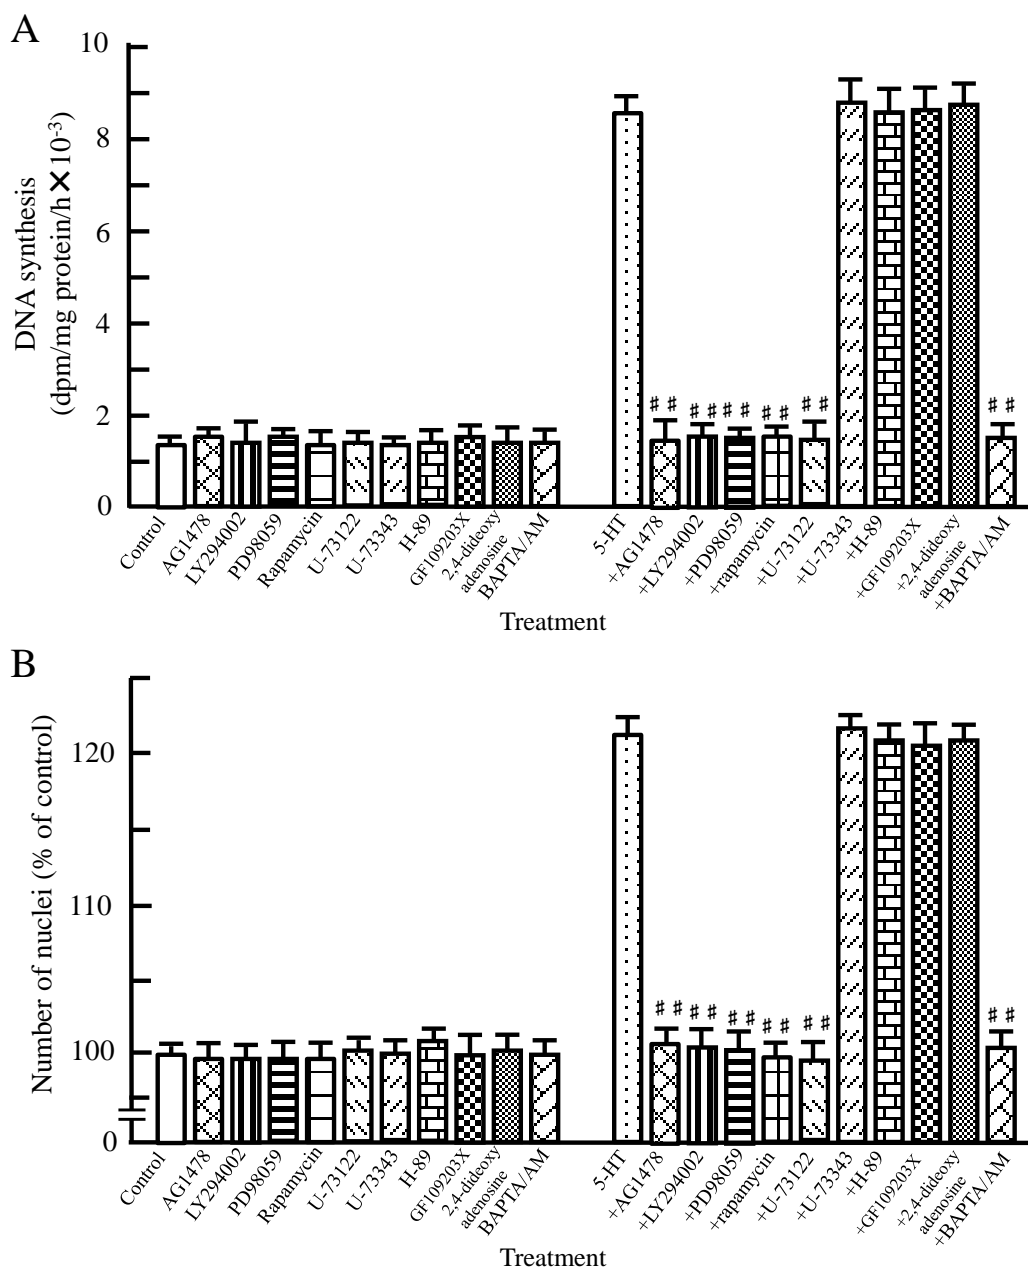 A
10
8
6
4
2
0
DNA synthesis
(dpm/mg protein/h×10⁻³)
♯♯
♯♯
♯♯
♯♯
♯♯
♯♯
Control
AG1478
LY294002
PD98059
Rapamycin
U-73122
U-73343
H-89
GF109203X
2,4-dideoxy
adenosine
BAPTA/AM
5-HT
+AG1478
+LY294002
+PD98059
+rapamycin
+U-73122
+U-73343
+H-89
+GF109203X
+2,4-dideoxy
adenosine
+BAPTA/AM
Treatment
B
120
110
100
0
Number of nuclei (% of control)
♯♯
♯♯
♯♯
♯♯
♯♯
♯♯
Control
AG1478
LY294002
PD98059
Rapamycin
U-73122
U-73343
H-89
GF109203X
2,4-dideoxy
adenosine
BAPTA/AM
5-HT
+AG1478
+LY294002
+PD98059
+rapamycin
+U-73122
+U-73343
+H-89
+GF109203X
+2,4-dideoxy
adenosine
+BAPTA/AM
Treatment